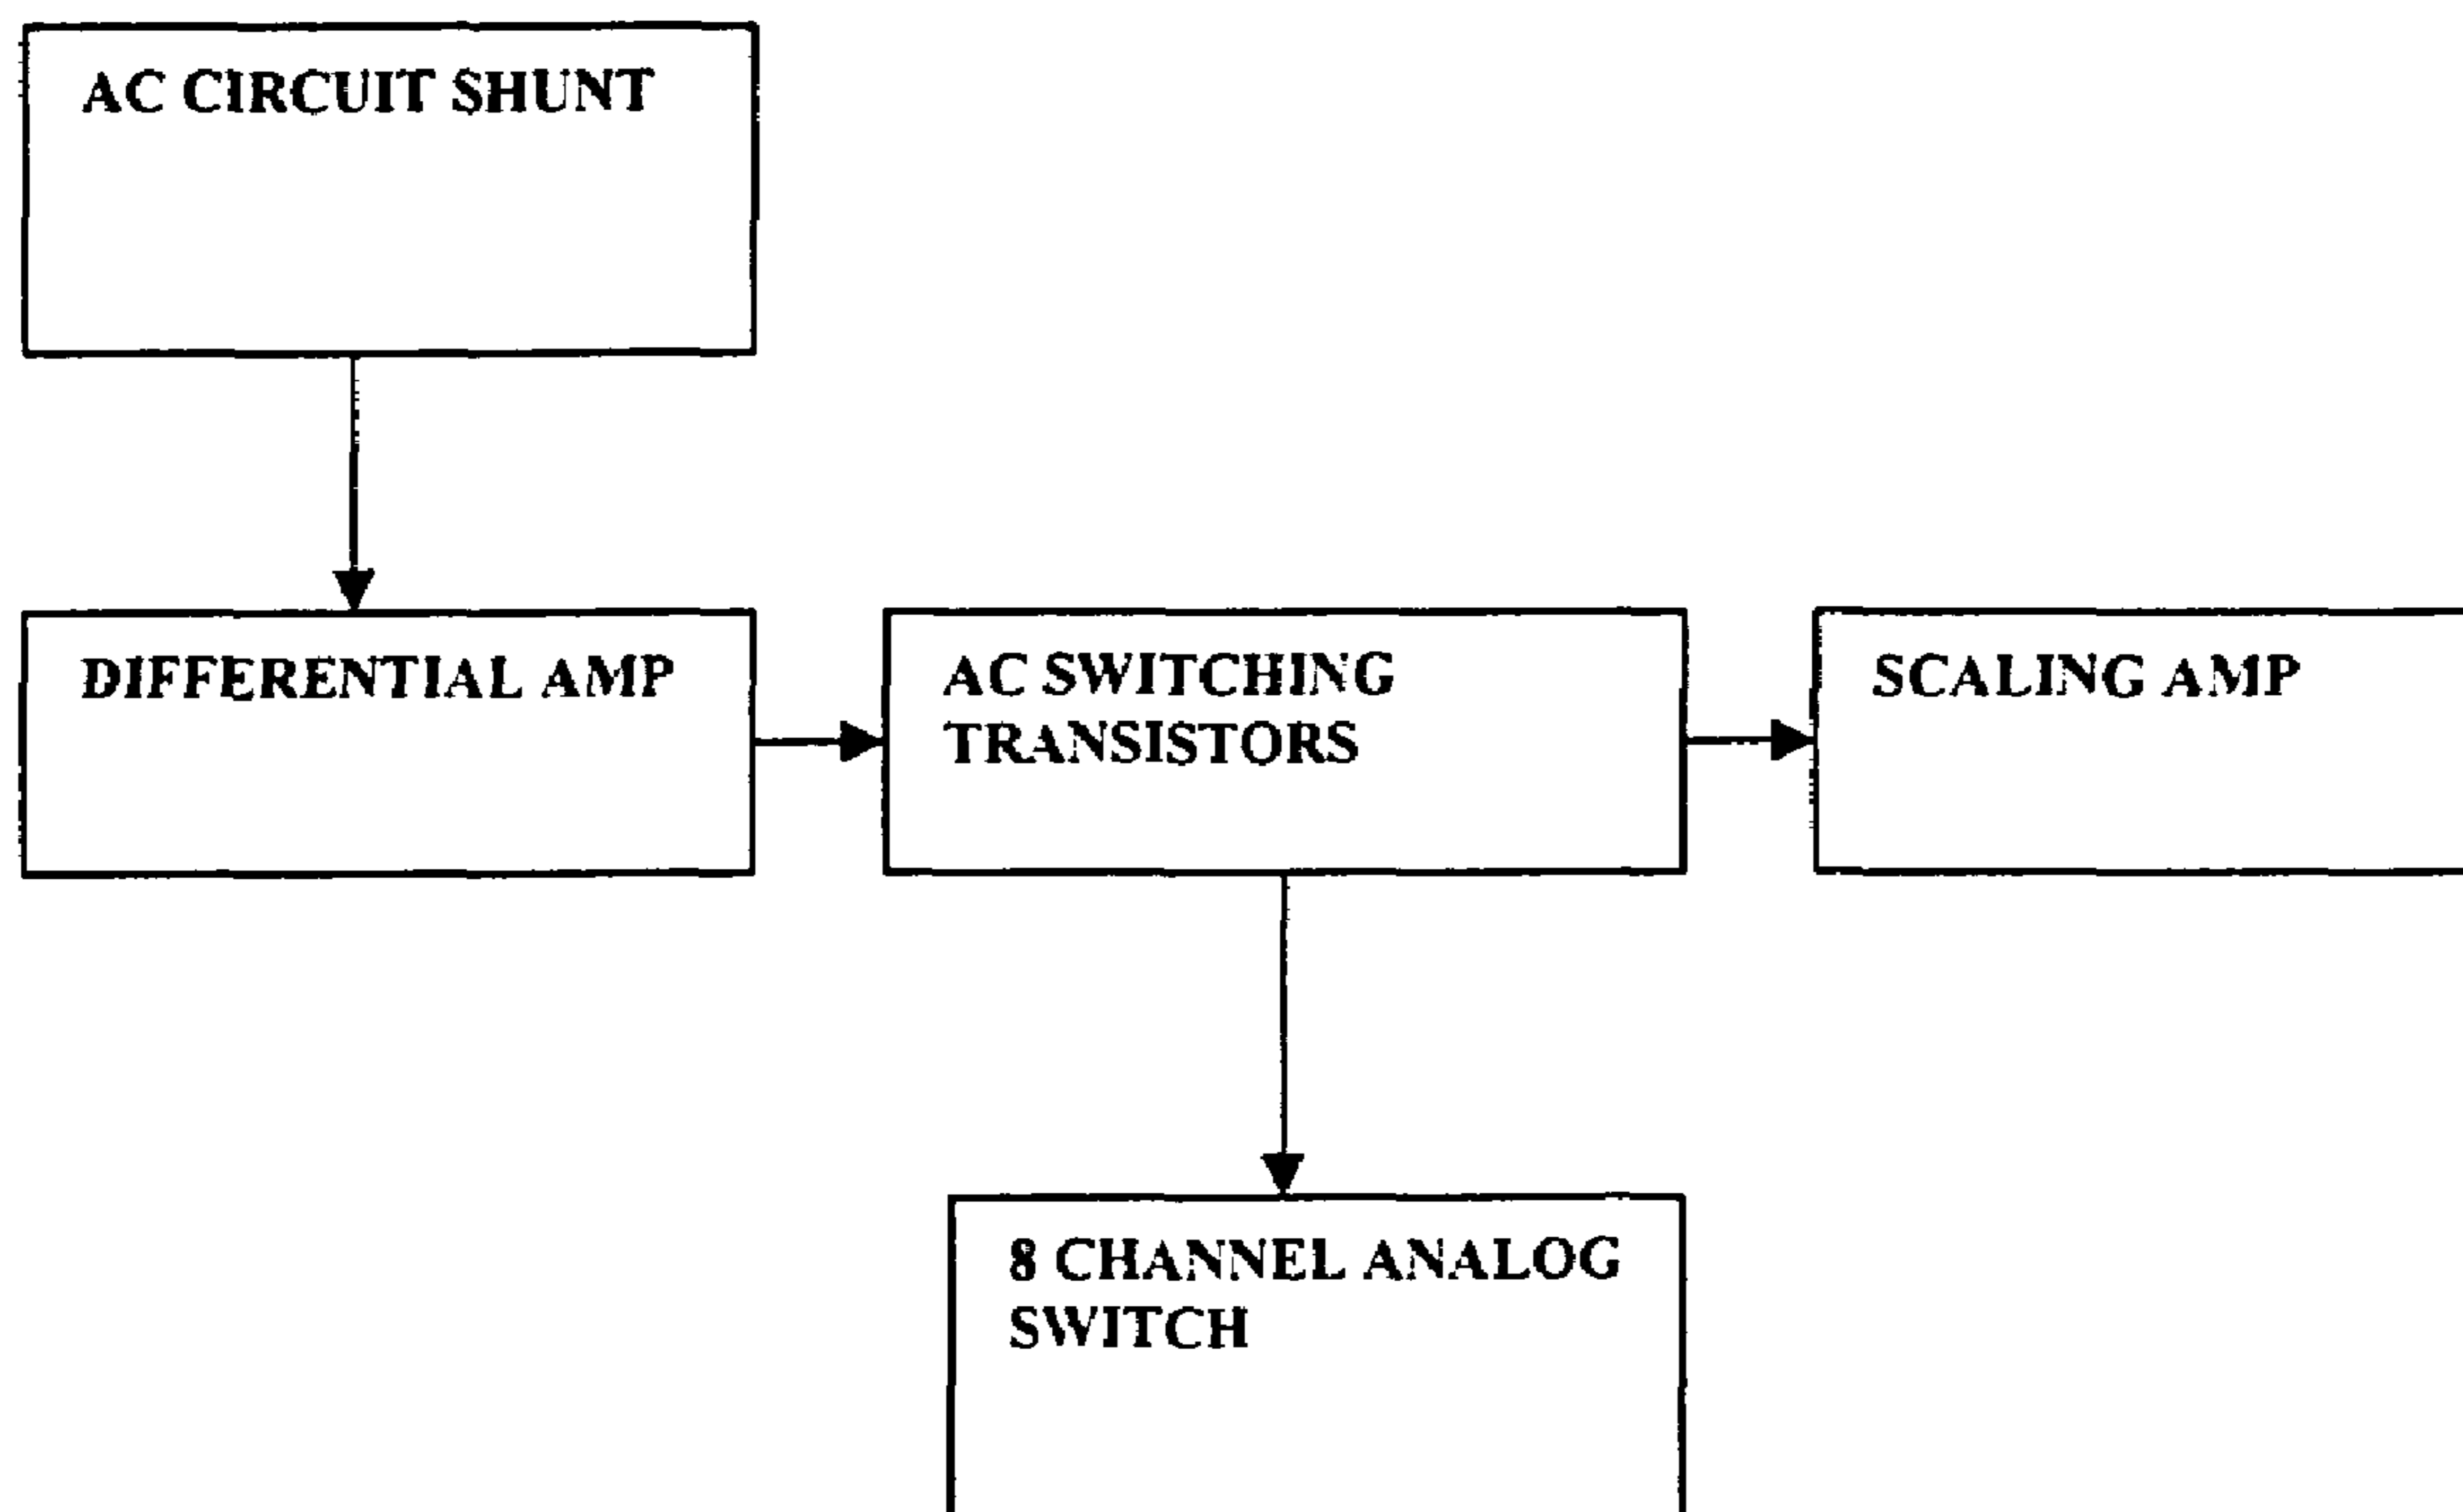 AC CIRCUIT SHUNT
DIFFERENTIAL AMP
AC SWITCHING
TRANSISTORS
SCALING AMP
8 CHANNEL ANALOG
SWITCH